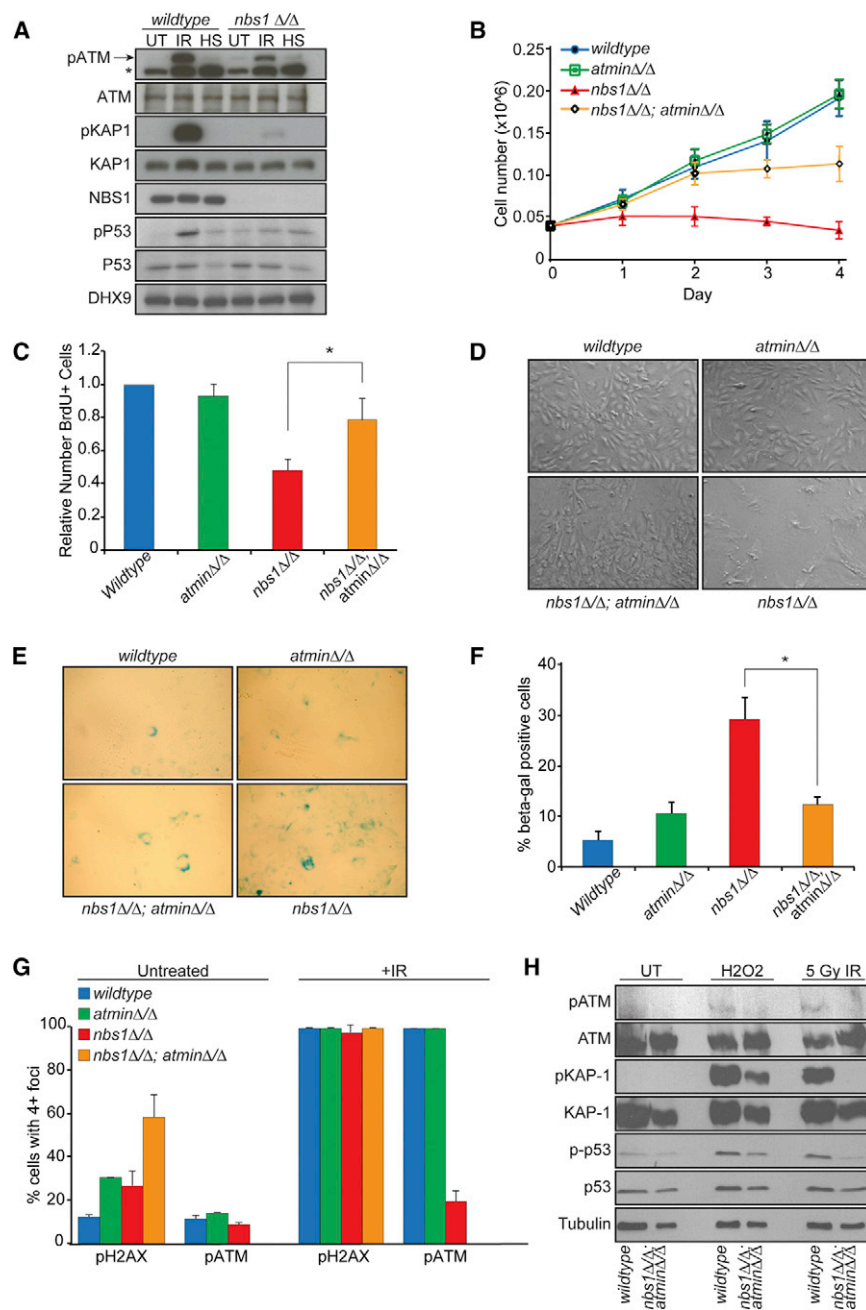 A
wildtype nbs1 Δ/Δ
UT IR HS UT IR HS
pATM
*
ATM
pKAP1
KAP1
NBS1
pP53
P53
DHX9
B
Cell number (x10^6)
0.20
0.15
0.10
0.05
0
0 1 2 3 4
Day
wildtype
atminΔ/Δ
nbs1Δ/Δ
nbs1Δ/Δ; atminΔ/Δ
C
Relative Number BrdU+ Cells
1.2
1.0
0.8
0.6
0.4
0.2
0
*
Wildtype
atminΔ/Δ
nbs1Δ/Δ
nbs1Δ/Δ,
atminΔ/Δ
D
wildtype atminΔ/Δ
nbs1Δ/Δ; atminΔ/Δ nbs1Δ/Δ
E
wildtype atminΔ/Δ
nbs1Δ/Δ; atminΔ/Δ nbs1Δ/Δ
F
% beta-gal positive cells
40
30
20
10
0
*
Wildtype
atminΔ/Δ
nbs1Δ/Δ
nbs1Δ/Δ,
atminΔ/Δ
G
Untreated +IR
wildtype
atminΔ/Δ
nbs1Δ/Δ
nbs1Δ/Δ; atminΔ/Δ
% cells with 4+ foci
100
80
60
40
20
0
pH2AX pATM pH2AX pATM
H
UT H2O2 5 Gy IR
pATM
ATM
pKAP-1
KAP-1
p-p53
p53
Tubulin
wildtype
nbs1Δ/Δ;
atminΔ/Δ
wildtype
nbs1Δ/Δ;
atminΔ/Δ
wildtype
nbs1Δ/Δ;
atminΔ/Δ